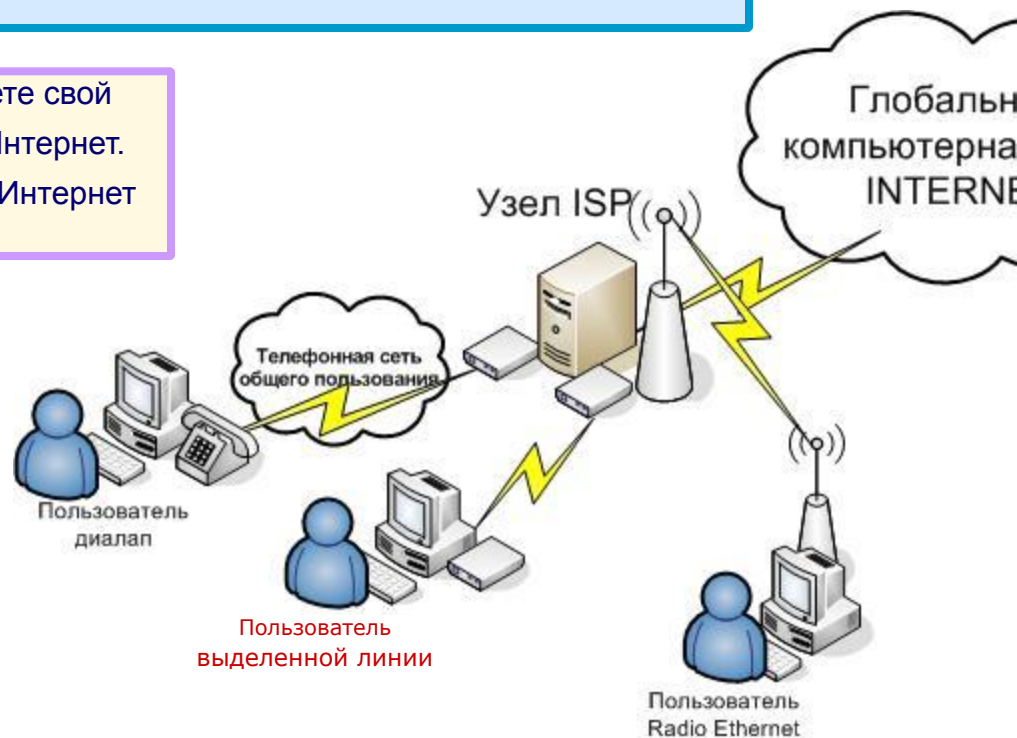 ете свой
Интернет.
Интернет
Глобальн
компьютерна
INTERNE
Узел ISP
Телефонная сеть
общего пользования
Пользователь
диалап
Пользователь
выделенной линии
Пользователь
Radio Ethernet